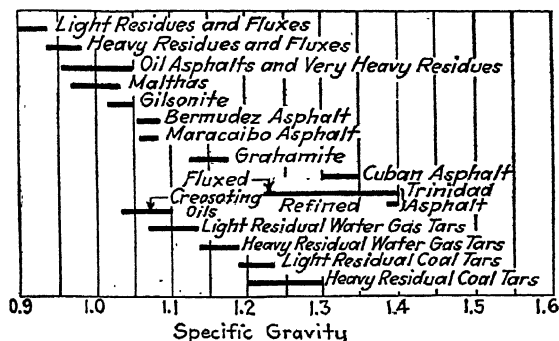 Light Residues and Fluxes
Heavy Residues and Fluxes
Oil Asphalts and Very Heavy Residues
Malthas
Gilsonite
Bermudez Asphalt
Maracaibo Asphalt
Grahamite
Cuban Asphalt
Fluxed
Trinidad
Creosoting
Refined
Asphalt
Oils
Light Residual Water Gas Tars
Heavy Residual Water Gas Tars
Light Residual Coal Tars
Heavy Residual Coal Tars
0.9 1.0 1.1 1.2 1.3 1.4 1.5 1.6
Specific Gravity